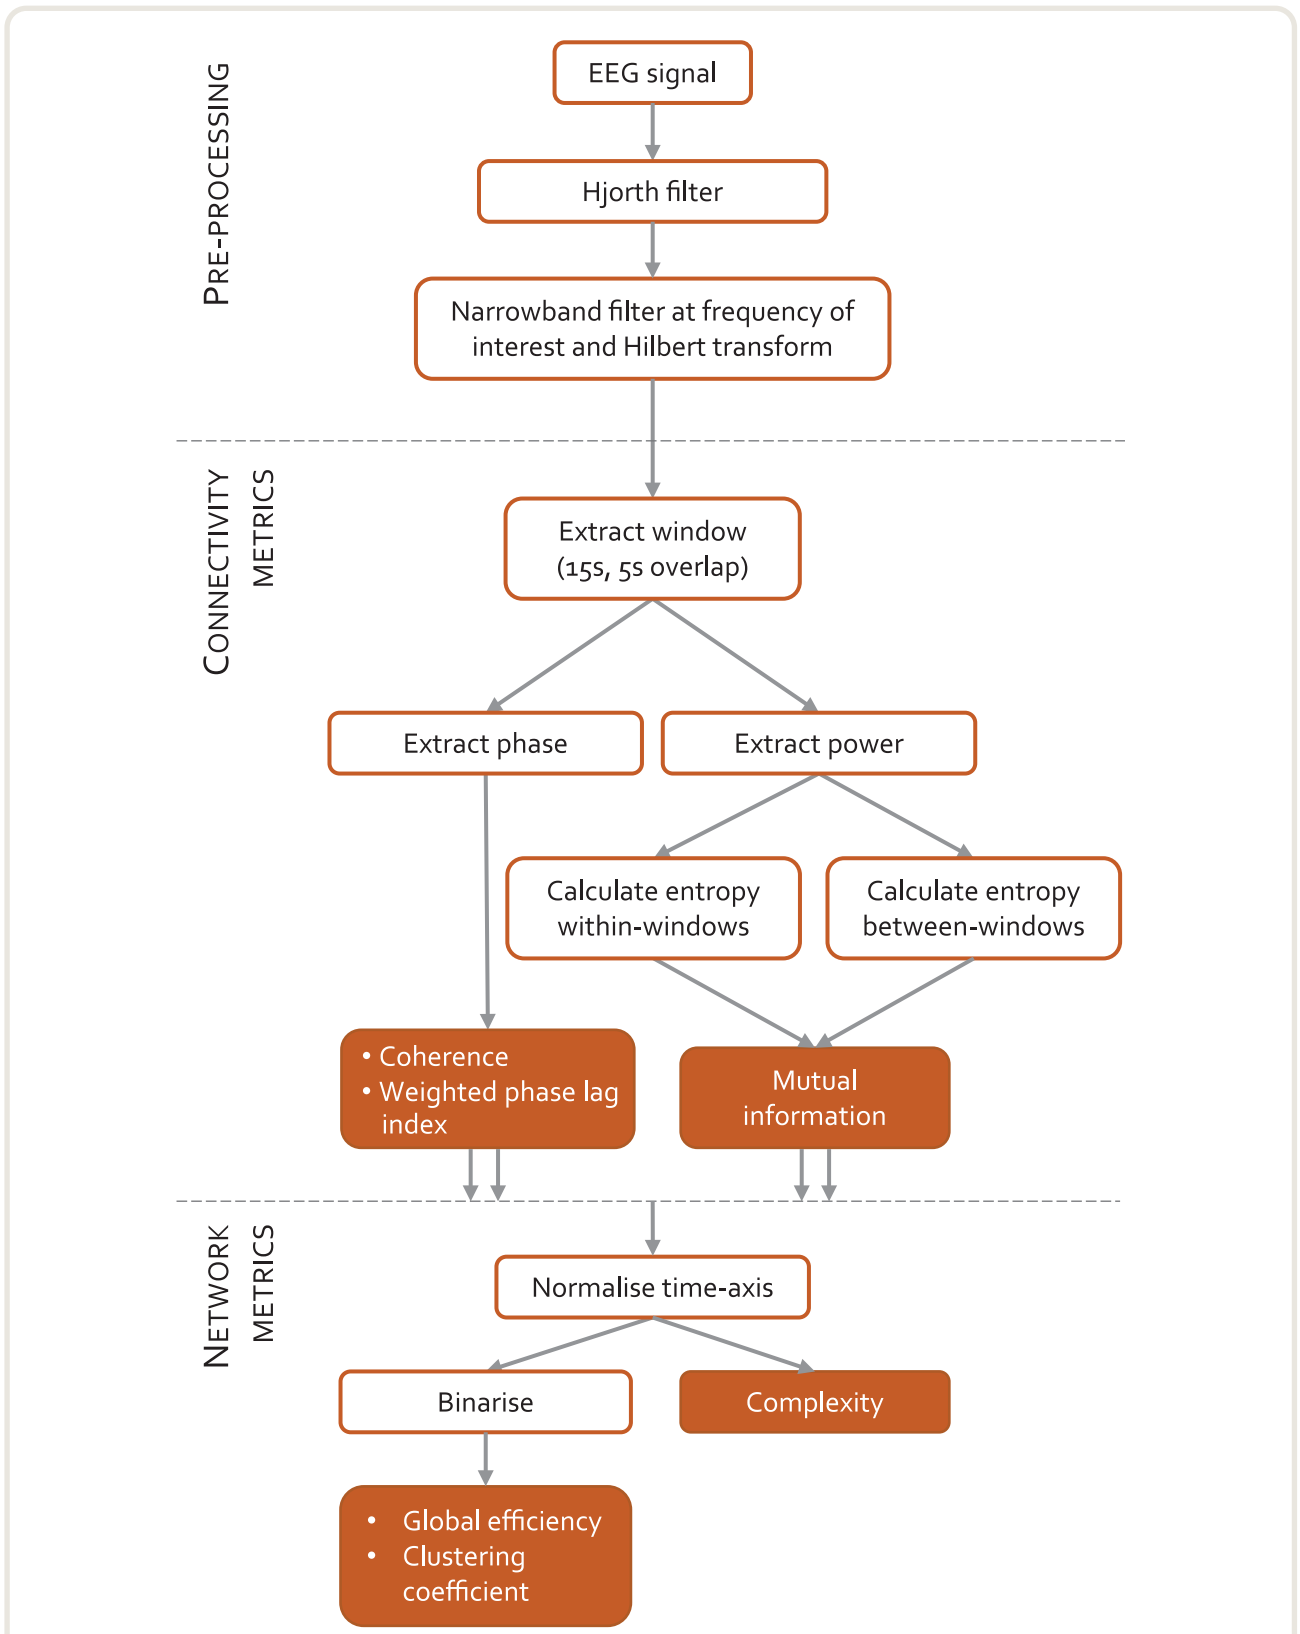 PRE-PROCESSING
EEG signal
Hjorth filter
Narrowband filter at frequency of
interest and Hilbert transform
CONNECTIVITY
METRICS
Extract window
(15s, 5s overlap)
Extract phase
Extract power
Calculate entropy
within-windows
Calculate entropy
between-windows
• Coherence
• Weighted phase lag
index
Mutual
information
NETWORK
METRICS
Normalise time-axis
Binarise
Complexity
• Global efficiency
• Clustering
coefficient